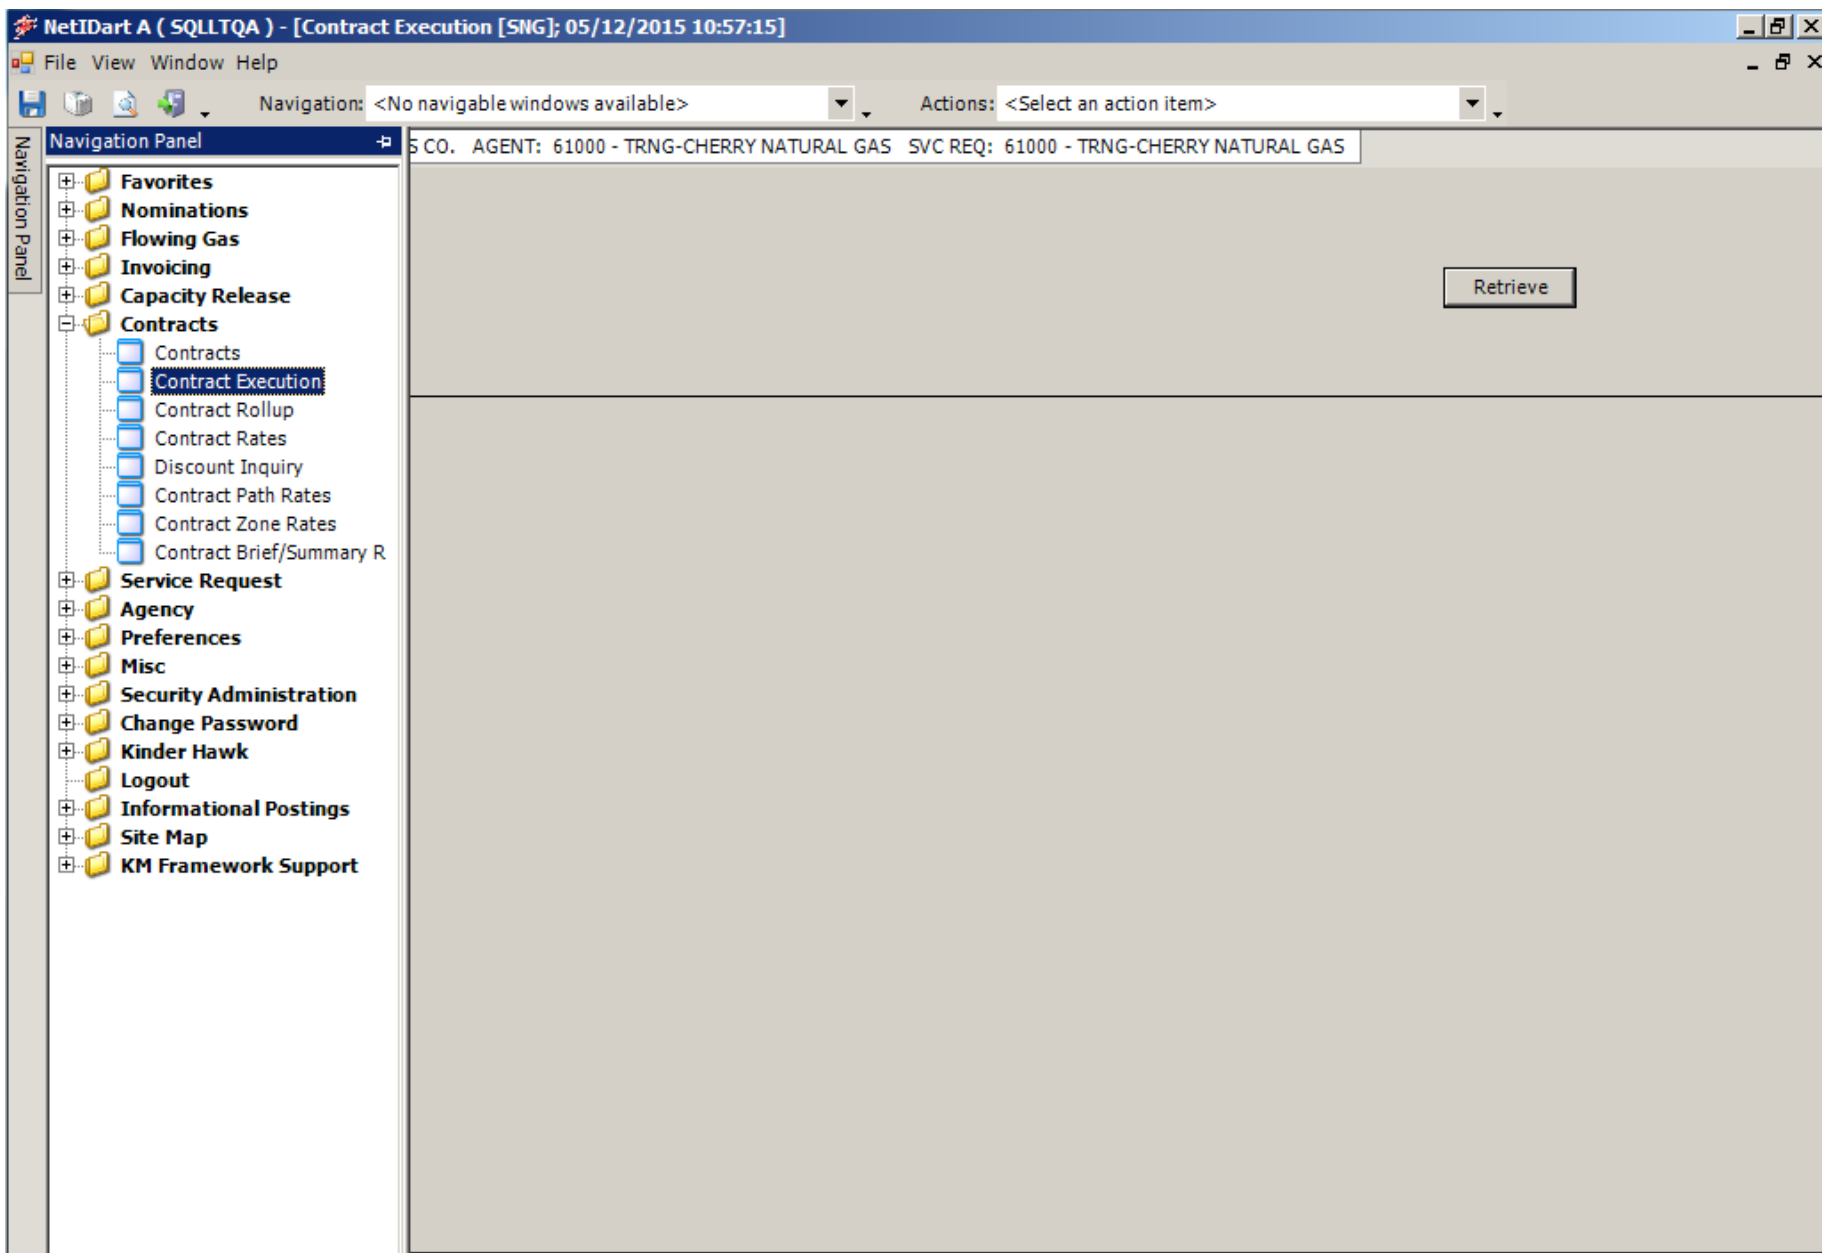 NetIDart A ( SQLLTQA ) - [Contract Execution [SNG]; 05/12/2015 10:57:15]
File View Window Help
Navigation: <No navigable windows available> Actions: <Select an action item>
Navigation Panel
Navigation Panel
S CO. AGENT: 61000 - TRNG-CHERRY NATURAL GAS SVC REQ: 61000 - TRNG-CHERRY NATURAL GAS
Favorites
Nominations
Flowing Gas
Invoicing
Capacity Release
Retrieve
Contracts
Contracts
Contract Execution
Contract Rollup
Contract Rates
Discount Inquiry
Contract Path Rates
Contract Zone Rates
Contract Brief/Summary R
Service Request
Agency
Preferences
Misc
Security Administration
Change Password
Kinder Hawk
Logout
Informational Postings
Site Map
KM Framework Support